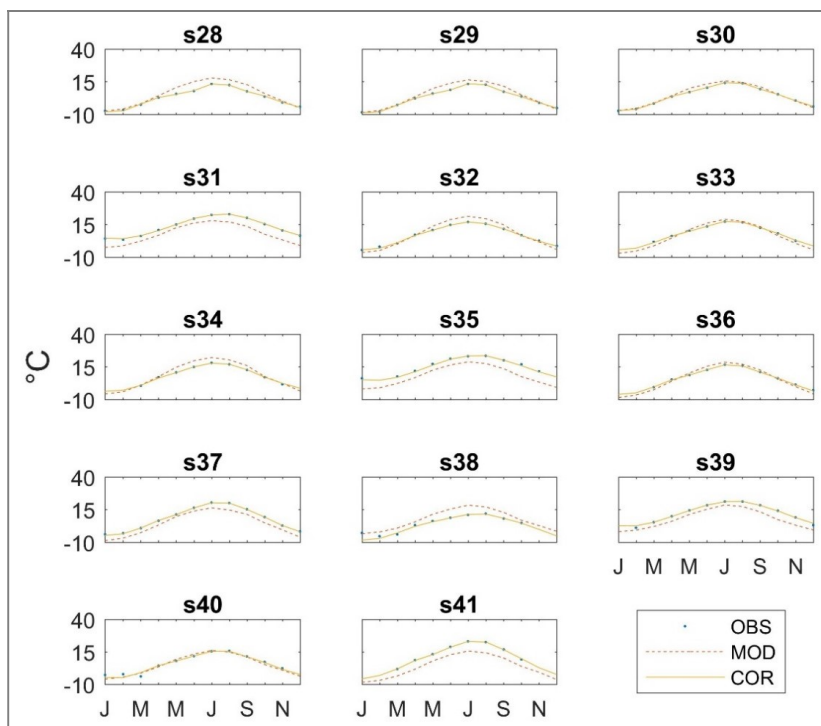 s28 s29 s30
40
15
-10
s31 s32 s33
40
15
-10
s34 s35 s36
40
15
-10
°C
s37 s38 s39
40
15
-10
J M M J S N
s40 s41
40
15
-10
OBS
MOD
COR
J M M J S N J M M J S N